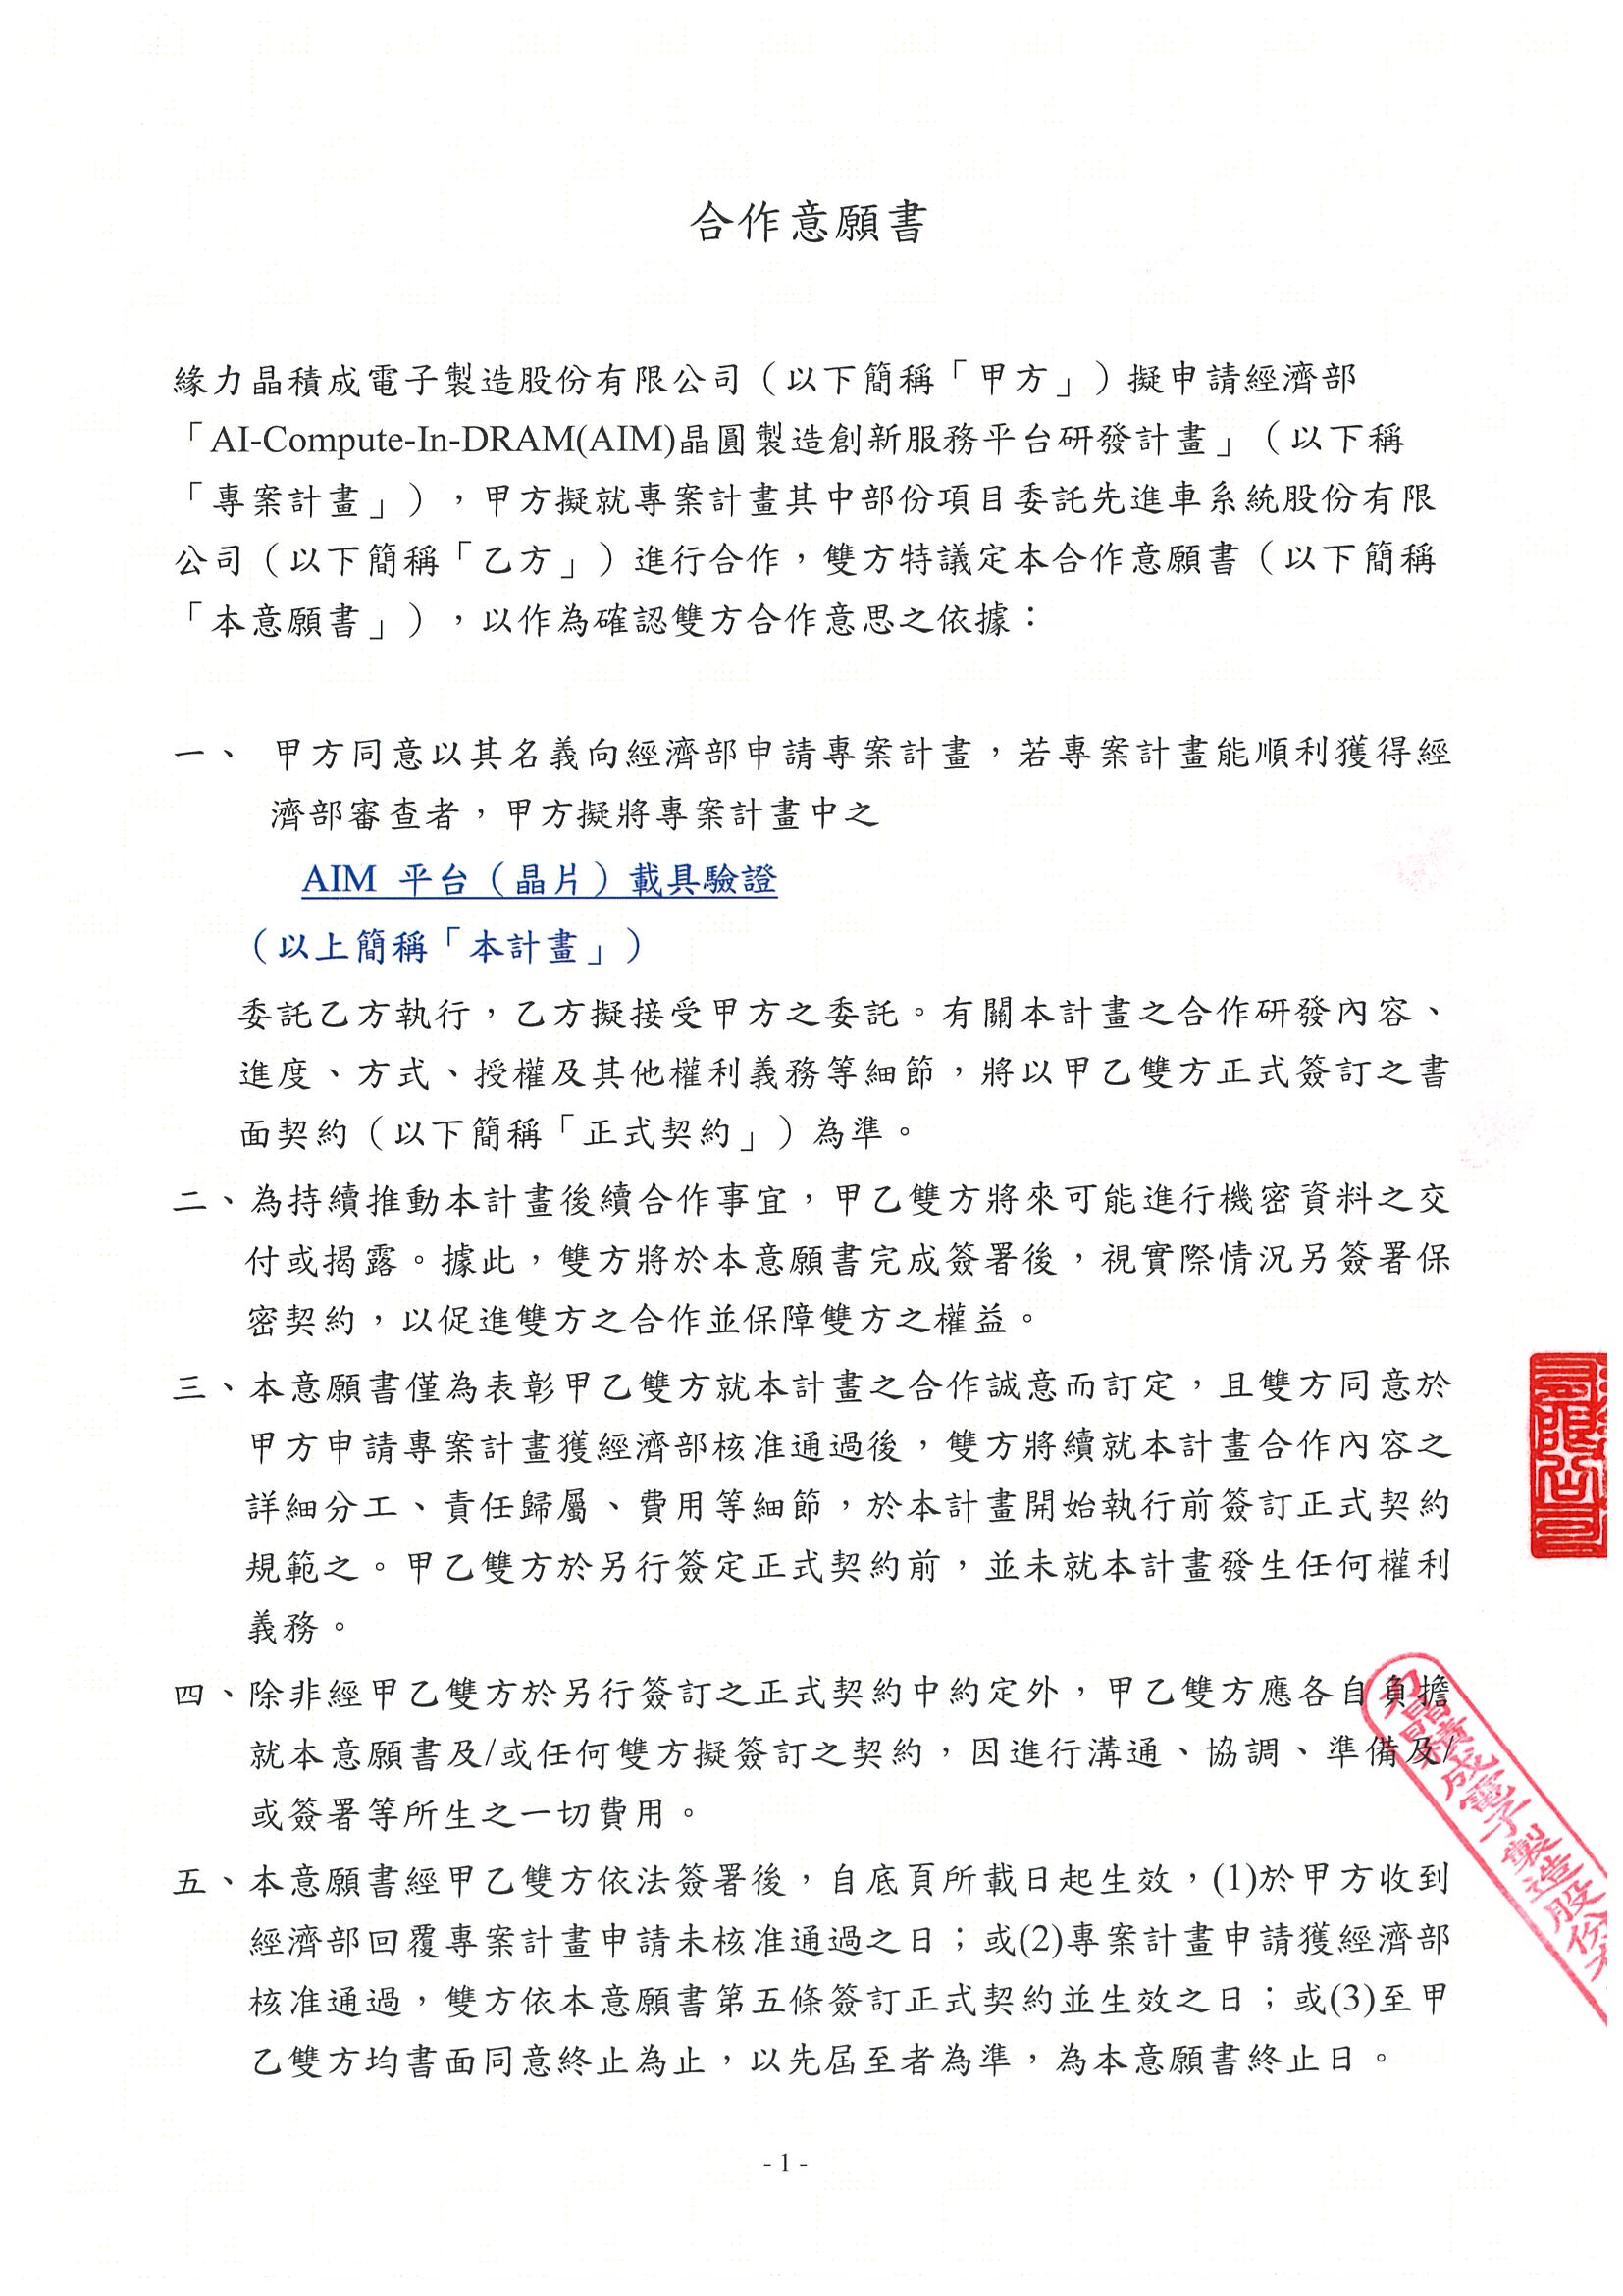 合作意願書
緣力晶積成電子製造股份有限公司（以下簡稱「甲方」）擬申請經濟部
「AI-Compute-In-DRAM(AIM)晶圓製造創新服務平台研發計畫」（以下稱
「專案計畫」），甲方擬就專案計畫其中部份項目委託先進車系統股份有限
公司（以下簡稱「乙方」）進行合作，雙方特議定本合作意願書（以下簡稱
「本意願書」），以作為確認雙方合作意思之依據：
一、 甲方同意以其名義向經濟部申請專案計畫，若專案計畫能順利獲得經
濟部審查者，甲方擬將專案計畫中之
AIM 平台（晶片）載具驗證
（以上簡稱「本計畫」）
委託乙方執行，乙方擬接受甲方之委託。有關本計畫之合作研發內容、
進度、方式、授權及其他權利義務等細節，將以甲乙雙方正式簽訂之書
面契約（以下簡稱「正式契約」）為準。
二、為持續推動本計畫後續合作事宜，甲乙雙方將來可能進行機密資料之交
付或揭露。據此，雙方將於本意願書完成簽署後，視實際情況另簽署保
密契約，以促進雙方之合作並保障雙方之權益。
三、本意願書僅為表彰甲乙雙方就本計畫之合作誠意而訂定，且雙方同意於
甲方申請專案計畫獲經濟部核准通過後，雙方將續就本計畫合作內容之
詳細分工、責任歸屬、費用等細節，於本計畫開始執行前簽訂正式契約
規範之。甲乙雙方於另行簽定正式契約前，並未就本計畫發生任何權利
義務。
有限公司
四、除非經甲乙雙方於另行簽訂之正式契約中約定外，甲乙雙方應各自負擔
就本意願書及/或任何雙方擬簽訂之契約，因進行溝通、協調、準備及/
或簽署等所生之一切費用。
力晶積成電子製造股份
五、本意願書經甲乙雙方依法簽署後，自底頁所載日起生效，(1)於甲方收到
經濟部回覆專案計畫申請未核准通過之日；或(2)專案計畫申請獲經濟部
核准通過，雙方依本意願書第五條簽訂正式契約並生效之日；或(3)至甲
乙雙方均書面同意終止為止，以先屆至者為準，為本意願書終止日。
- 1 -